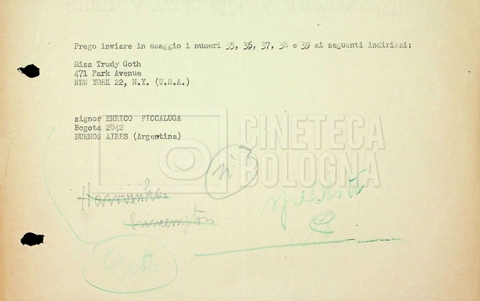 Prego inviare in omaggio i numeri 35, 36, 37, 38 e 39 ai seguenti indirizzi:
Miss Trudy Goth
471 Park Avenue
NEW YORK 22, N.Y. (U.S.A.)
signor ENRICO PICCALUGA
Bogota 2842
BUENOS AIRES (Argentina)
CINETECA
BOLOGNA